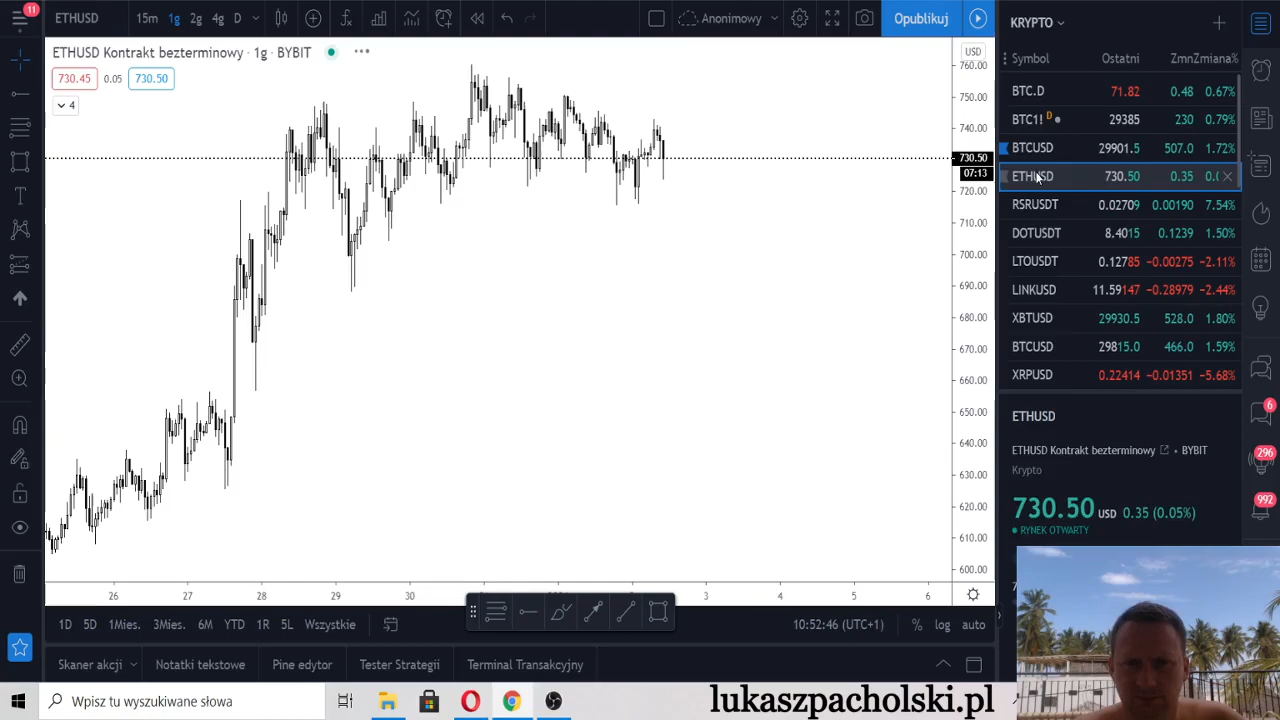 11
ETHUSD
15m
1g
2g
4g
D
Anonimowy
Opublikuj
KRYPTO
ETHUSD Kontrakt bezterminowy · 1g · BYBIT
730.45
0.05
730.50
4
USD
760.00
750.00
740.00
730.50
07:13
720.00
710.00
700.00
690.00
680.00
670.00
660.00
650.00
640.00
630.00
620.00
610.00
600.00
26
27
28
29
30
3
4
5
6
1D
5D
1Mies.
3Mies.
6M
YTD
1R
5L
Wszystkie
10:52:46 (UTC+1)
%
log
auto
Skaner akcji
Notatki tekstowe
Pine edytor
Tester Strategii
Terminal Transakcyjny
Symbol Ostatni ZmnZmiana%
BTC.D 71.82 0.48 0.67%
BTC1! D 29385 230 0.79%
BTCUSD 29901.5 507.0 1.72%
ETHUSD 730.50 0.35
RSRUSDT 0.02709 0.00190 7.54%
DOTUSDT 8.4015 0.1239 1.50%
LTOUSDT 0.12785 −0.00275 −2.11%
LINKUSD 11.59147 −0.28979 −2.44%
XBTUSD 29930.5 528.0 1.80%
BTCUSD 29815.0 466.0 1.59%
XRPUSD 0.22414 −0.01351 −5.68%
ETHUSD
ETHUSD Kontrakt bezterminowy · BYBIT
Krypto
730.50 USD 0.35 (0.05%)
RYNEK OTWARTY
6
296
992
Wpisz tu wyszukiwane słowa
lukaszpacholski.pl